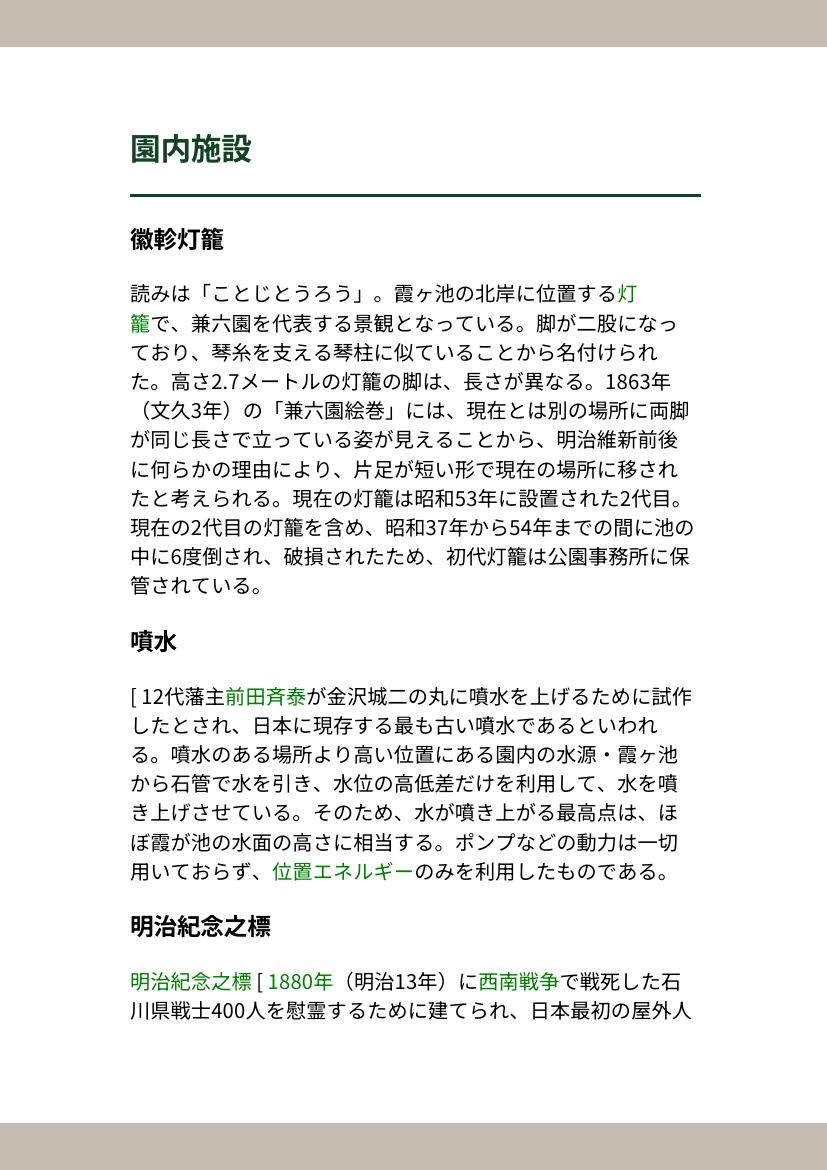 園内施設
徽軫灯籠
読みは「ことじとうろう」。霞ヶ池の北岸に位置する灯
籠で、兼六園を代表する景観となっている。脚が二股になっ
ており、琴糸を支える琴柱に似ていることから名付けられ
た。高さ2.7メートルの灯籠の脚は、長さが異なる。1863年
（文久3年）の「兼六園絵巻」には、現在とは別の場所に両脚
が同じ長さで立っている姿が見えることから、明治維新前後
に何らかの理由により、片足が短い形で現在の場所に移され
たと考えられる。現在の灯籠は昭和53年に設置された2代目。
現在の2代目の灯籠を含め、昭和37年から54年までの間に池の
中に6度倒され、破損されたため、初代灯籠は公園事務所に保
管されている。
噴水
[ 12代藩主前田斉泰が金沢城二の丸に噴水を上げるために試作
したとされ、日本に現存する最も古い噴水であるといわれ
る。噴水のある場所より高い位置にある園内の水源・霞ヶ池
から石管で水を引き、水位の高低差だけを利用して、水を噴
き上げさせている。そのため、水が噴き上がる最高点は、ほ
ぼ霞が池の水面の高さに相当する。ポンプなどの動力は一切
用いておらず、位置エネルギーのみを利用したものである。
明治紀念之標
明治紀念之標 [ 1880年（明治13年）に西南戦争で戦死した石
川県戦士400人を慰霊するために建てられ、日本最初の屋外人